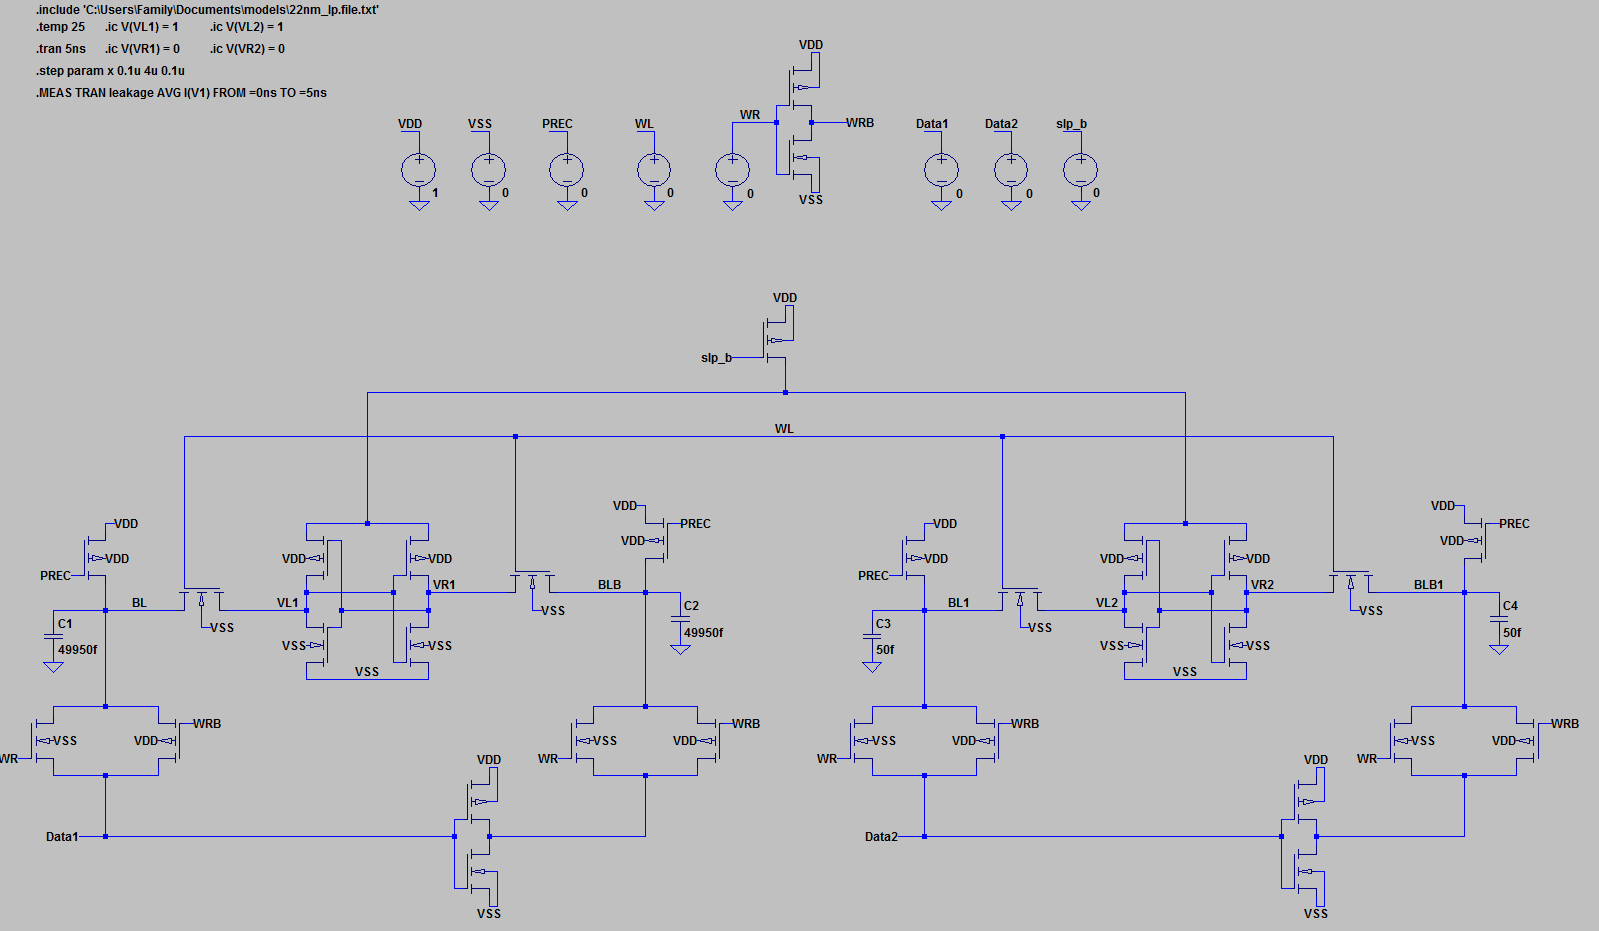 .include 'C:\Users\Family\Documents\models\22nm_lp.file.txt'
.temp 25 .ic V(VL1) = 1 .ic V(VL2) = 1
.tran 5ns .ic V(VR1) = 0 .ic V(VR2) = 0
.step param x 0.1u 4u 0.1u
.MEAS TRAN leakage AVG I(V1) FROM =0ns TO =5ns
VDD
VDD VSS PREC WL WR WRB Data1 Data2 slp_b
1 0 0 0 0 0 0 0
VSS
VDD
slp_b
WL
VDD VDD
VDD PREC VDD PREC
VDD VDD
VDD VDD VDD VDD VDD VDD VDD VDD
PREC PREC
VR1 BLB VR2 BLB1
BL VL1 BL1 VL2
VSS VSS
C1 C2 C3 C4
VSS VSS
49950f 49950f 50f 50f
VSS VSS VSS VSS
VSS VSS
WRB WRB WRB WRB
VSS VDD VSS VDD VSS VDD VSS VDD
WR WR WR WR
VDD VDD
Data1 Data2
VSS VSS